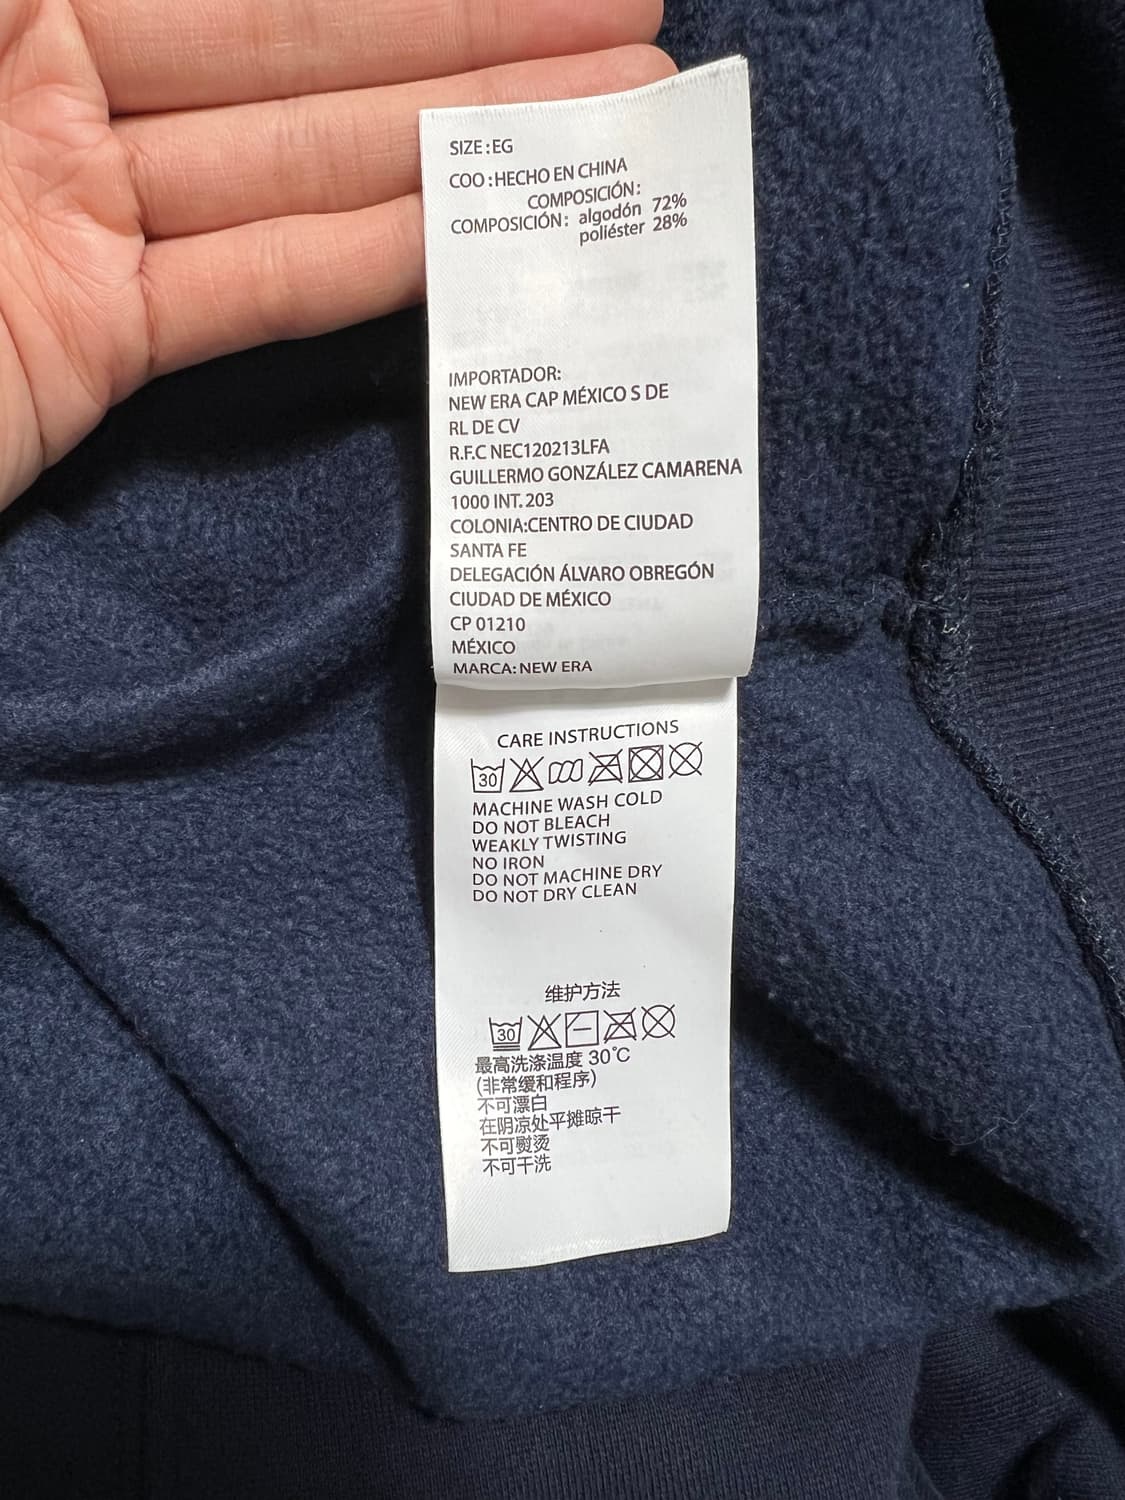 SIZE:EG
COO:HECHO EN CHINA
COMPOSICIÓN:
COMPOSICIÓN: algodón 72%
poliéster 28%
IMPORTADOR:
NEW ERA CAP MÉXICO S DE
RL DE CV
R.F.C NEC120213LFA
GUILLERMO GONZÁLEZ CAMARENA
1000 INT. 203
COLONIA:CENTRO DE CIUDAD
SANTA FE
DELEGACIÓN ÁLVARO OBREGÓN
CIUDAD DE MÉXICO
CP 01210
MÉXICO
MARCA: NEW ERA
CARE INSTRUCTIONS
30
MACHINE WASH COLD
DO NOT BLEACH
WEAKLY TWISTING
NO IRON
DO NOT MACHINE DRY
DO NOT DRY CLEAN
维护方法
30
最高洗涤温度 30℃
(非常缓和程序)
不可漂白
在阴凉处平摊晾干
不可熨烫
不可干洗